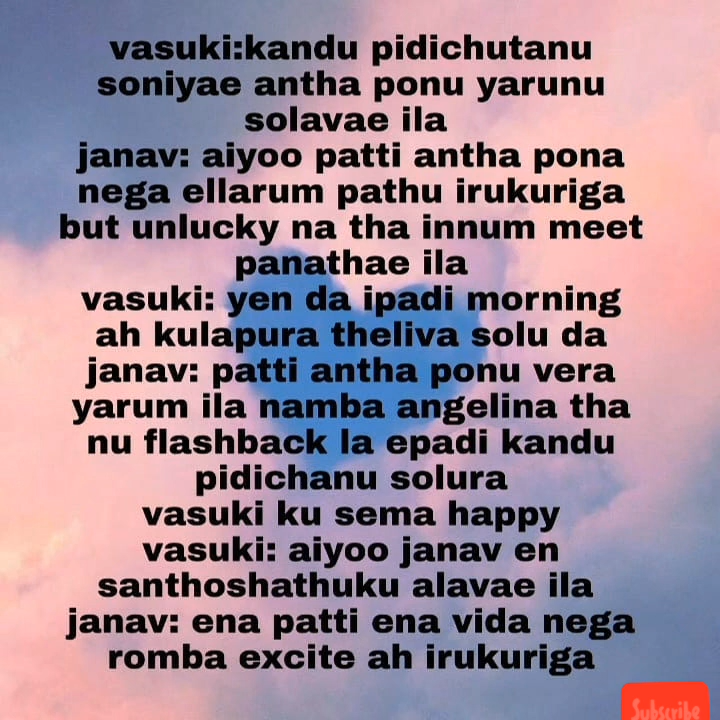 vasuki:kandu pidichutanu
soniyae antha ponu yarunu
solavae ila
janav: aiyoo patti antha pona
nega ellarum pathu irukuriga
but unlucky na tha innum meet
panathae ila
vasuki: yen da ipadi morning
ah kulapura theliva solu da
janav: patti antha ponu vera
yarum ila namba angelina tha
nu flashback la epadi kandu
pidichanu solura
vasuki ku sema happy
vasuki: aiyoo janav en
santhoshathuku alavae ila
janav: ena patti ena vida nega
romba excite ah irukuriga
Subscribe